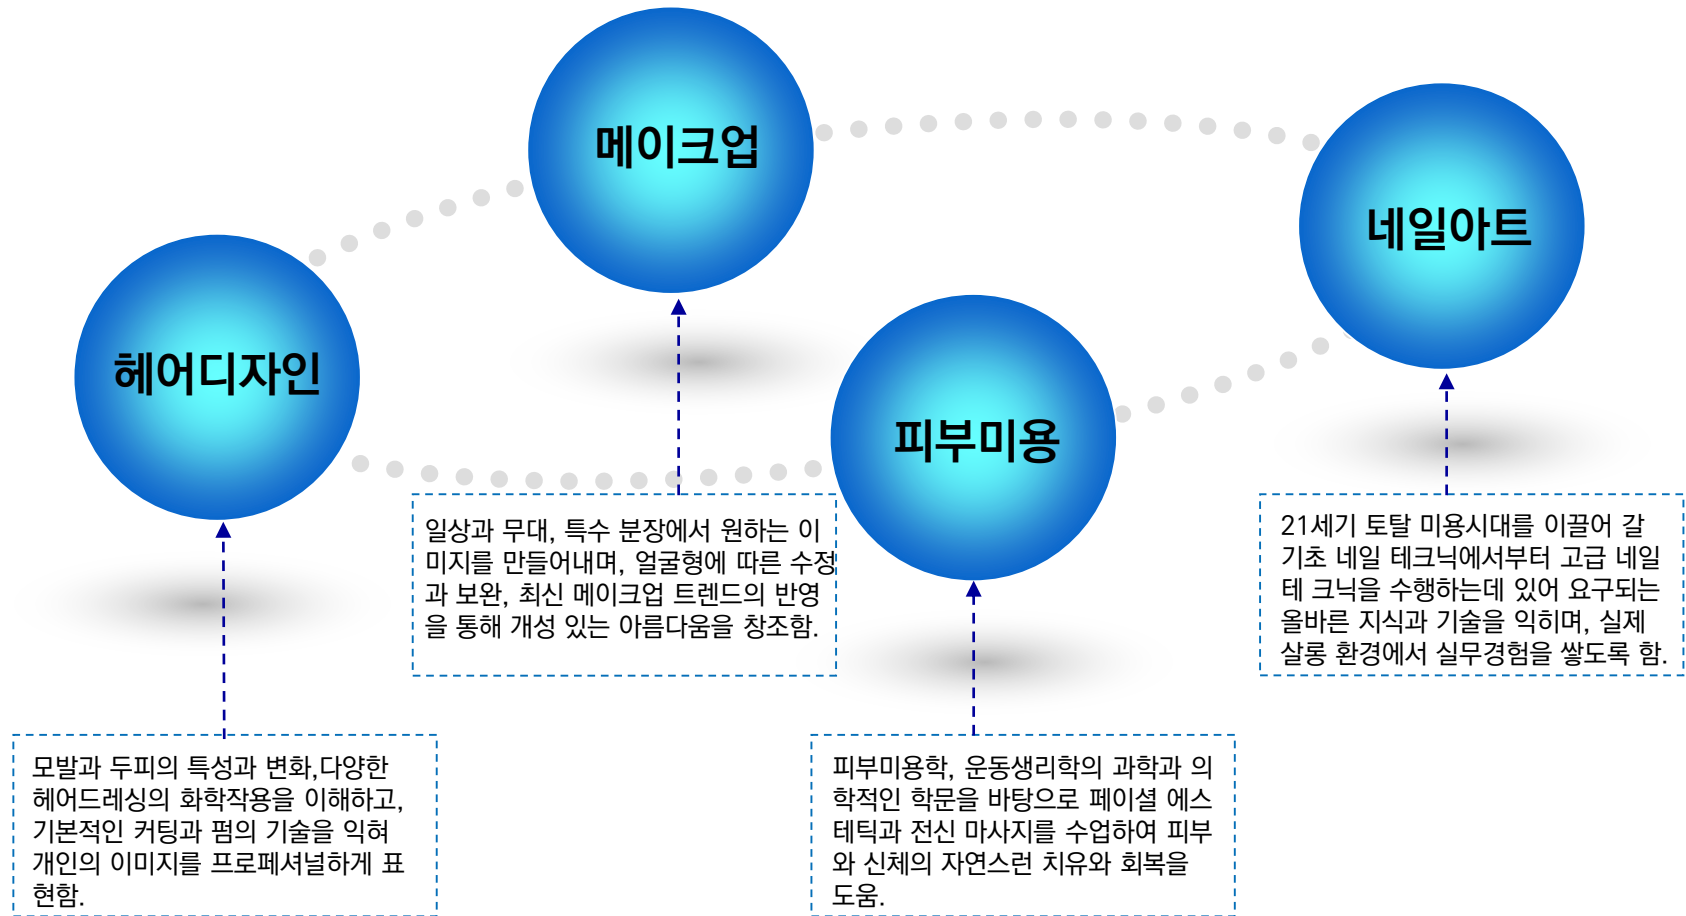 메이크업
네일아트
헤어디자인
피부미용
일상과 무대, 특수 분장에서 원하는 이
미지를 만들어내며, 얼굴형에 따른 수정
과 보완, 최신 메이크업 트렌드의 반영
을 통해 개성 있는 아름다움을 창조함.
21세기 토탈 미용시대를 이끌어 갈
기초 네일 테크닉에서부터 고급 네일
테 크닉을 수행하는데 있어 요구되는
올바른 지식과 기술을 익히며, 실제
살롱 환경에서 실무경험을 쌓도록 함.
모발과 두피의 특성과 변화,다양한
헤어드레싱의 화학작용을 이해하고,
기본적인 커팅과 펌의 기술을 익혀
개인의 이미지를 프로페셔널하게 표
현함.
피부미용학, 운동생리학의 과학과 의
학적인 학문을 바탕으로 페이셜 에스
테틱과 전신 마사지를 수업하여 피부
와 신체의 자연스런 치유와 회복을
도움.